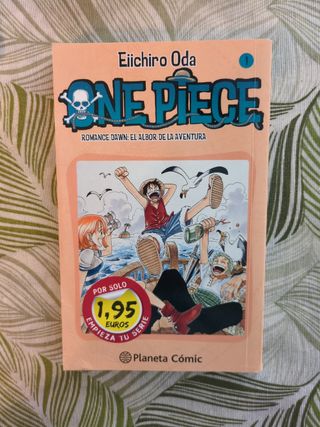 Eiichiro Oda
1
ONE PIECE
ROMANCE DAWN: EL ALBOR DE LA AVENTURA
POR SOLO
1,95
EUROS
EMPIEZA TU SERIE
Planeta Cómic